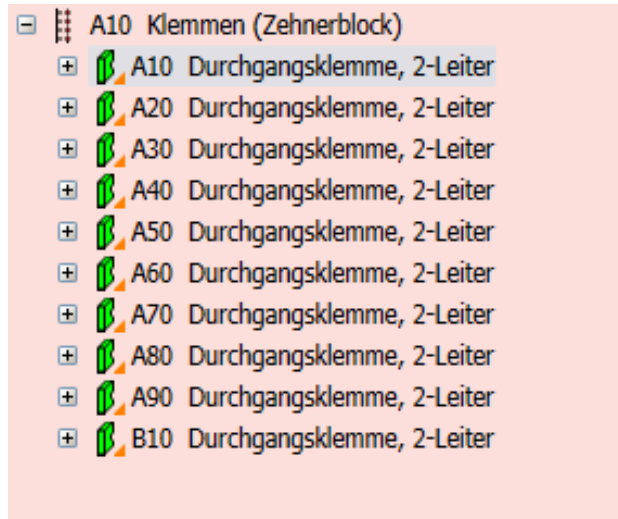 A10 Klemmen (Zehnerblock)
A10 Durchgangsklemme, 2-Leiter
A20 Durchgangsklemme, 2-Leiter
A30 Durchgangsklemme, 2-Leiter
A40 Durchgangsklemme, 2-Leiter
A50 Durchgangsklemme, 2-Leiter
A60 Durchgangsklemme, 2-Leiter
A70 Durchgangsklemme, 2-Leiter
A80 Durchgangsklemme, 2-Leiter
A90 Durchgangsklemme, 2-Leiter
B10 Durchgangsklemme, 2-Leiter